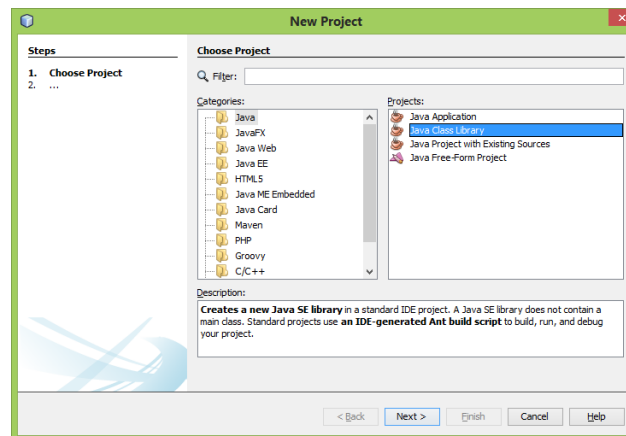 New Project
Steps
1. Choose Project
2. ...
Choose Project
Filter:
Categories:
Java
JavaFX
Java Web
Java EE
HTML5
Java ME Embedded
Java Card
Maven
PHP
Groovy
C/C++
Projects:
Java Application
Java Class Library
Java Project with Existing Sources
Java Free-Form Project
Description:
Creates a new Java SE library in a standard IDE project. A Java SE library does not contain a
main class. Standard projects use an IDE-generated Ant build script to build, run, and debug
your project.
< Back
Next >
Finish
Cancel
Help